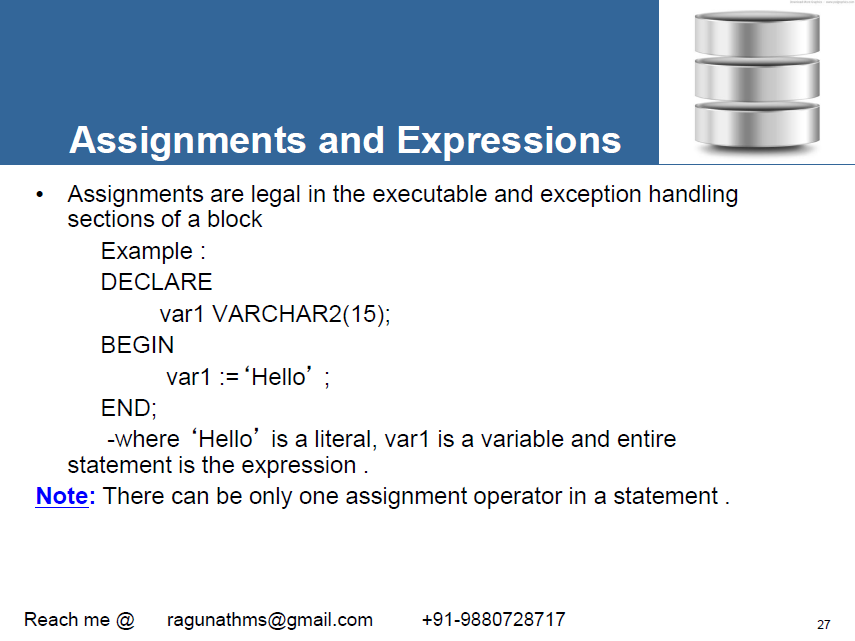 Assignments and Expressions
• Assignments are legal in the executable and exception handling
sections of a block
Example :
DECLARE
var1 VARCHAR2(15);
BEGIN
var1 := ‘Hello’ ;
END;
-where ‘Hello’ is a literal, var1 is a variable and entire
statement is the expression .
Note: There can be only one assignment operator in a statement .
Reach me @ ragunathms@gmail.com +91-9880728717
27